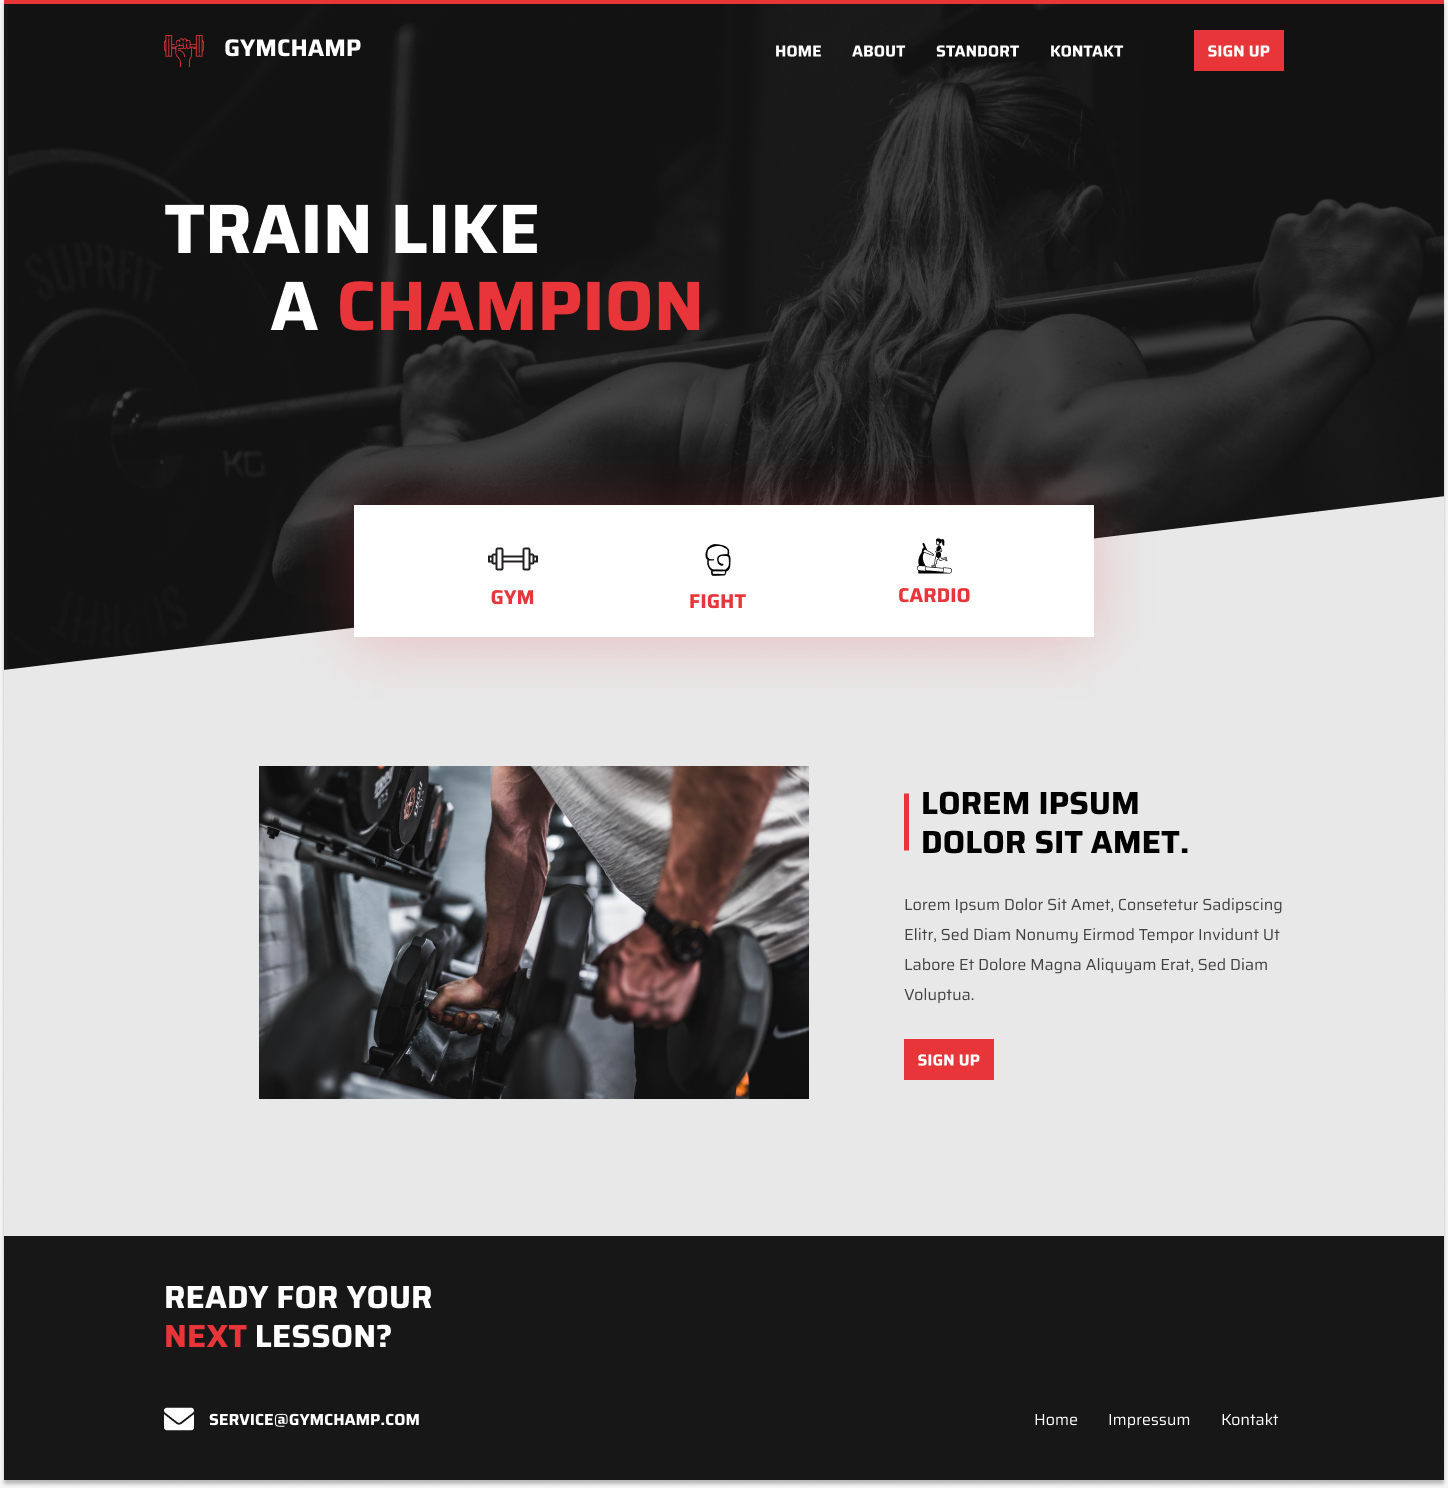 GYMCHAMP
HOME ABOUT STANDORT KONTAKT SIGN UP
TRAIN LIKE
A CHAMPION
SUPRFIT
KG
GYM
FIGHT
CARDIO
LOREM IPSUM
DOLOR SIT AMET.
Lorem Ipsum Dolor Sit Amet, Consetetur Sadipscing
Elitr, Sed Diam Nonumy Eirmod Tempor Invidunt Ut
Labore Et Dolore Magna Aliquyam Erat, Sed Diam
Voluptua.
SIGN UP
READY FOR YOUR
NEXT LESSON?
SERVICE@GYMCHAMP.COM
Home Impressum Kontakt